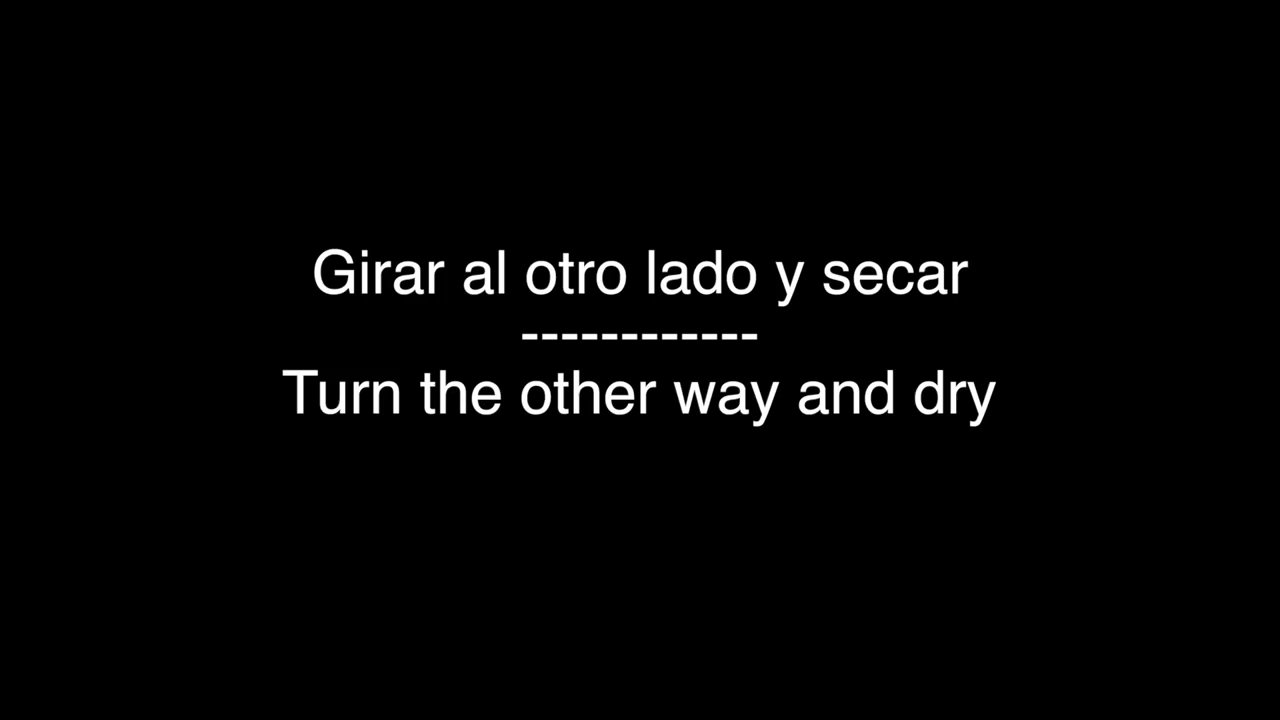 Girar al otro lado y secar
------------
Turn the other way and dry